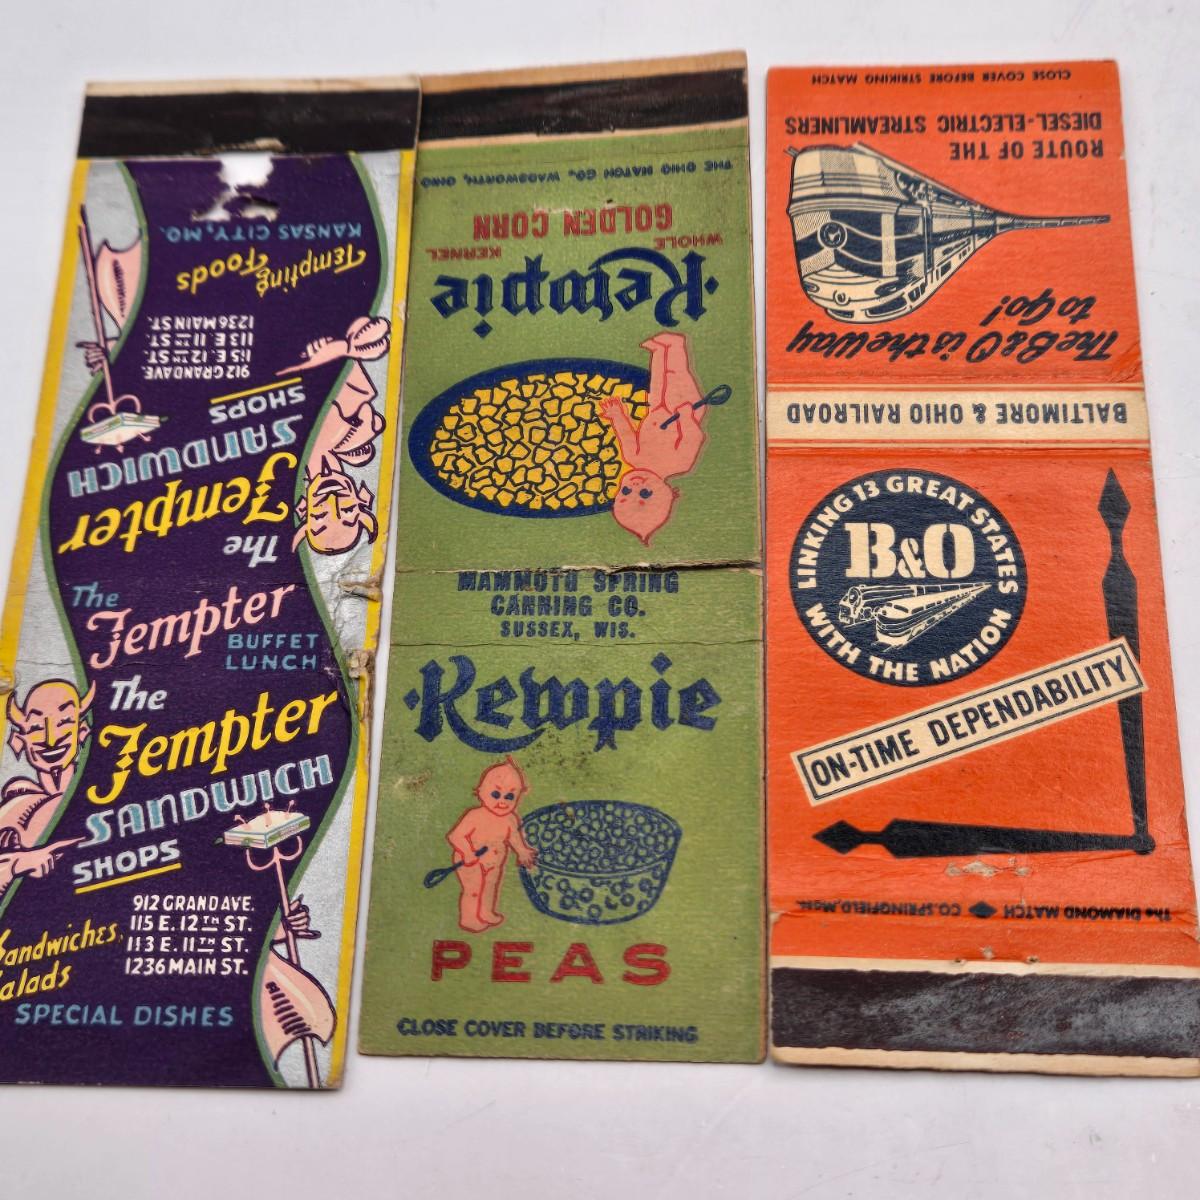 KANSAS CITY, MO.
Tempting
Foods
1236 MAIN ST.
113 E. 11TH ST.
115 E. 12TH ST.
912 GRAND AVE.
The
Tempter
SANDWICH
SHOPS
The
Tempter
BUFFET
LUNCH
The
Tempter
SANDWICH
SHOPS
912 GRAND AVE.
115 E. 12TH ST.
113 E. 11TH ST.
1236 MAIN ST.
Sandwiches,
Salads
SPECIAL DISHES
THE OHIO MATCH CO., WADSWORTH, OHIO
Kewpie
WHOLE
KERNEL
GOLDEN CORN
MAMMOTH SPRING
CANNING CO.
SUSSEX, WIS.
Kewpie
PEAS
CLOSE COVER BEFORE STRIKING
The B&O is the Way
to Go!
ROUTE OF THE
DIESEL-ELECTRIC STREAMLINERS
CLOSE COVER BEFORE STRIKING MATCH
BALTIMORE & OHIO RAILROAD
LINKING 13 GREAT STATES
B&O
WITH THE NATION
ON-TIME DEPENDABILITY
The DIAMOND MATCH CO. SPRINGFIELD, MASS.